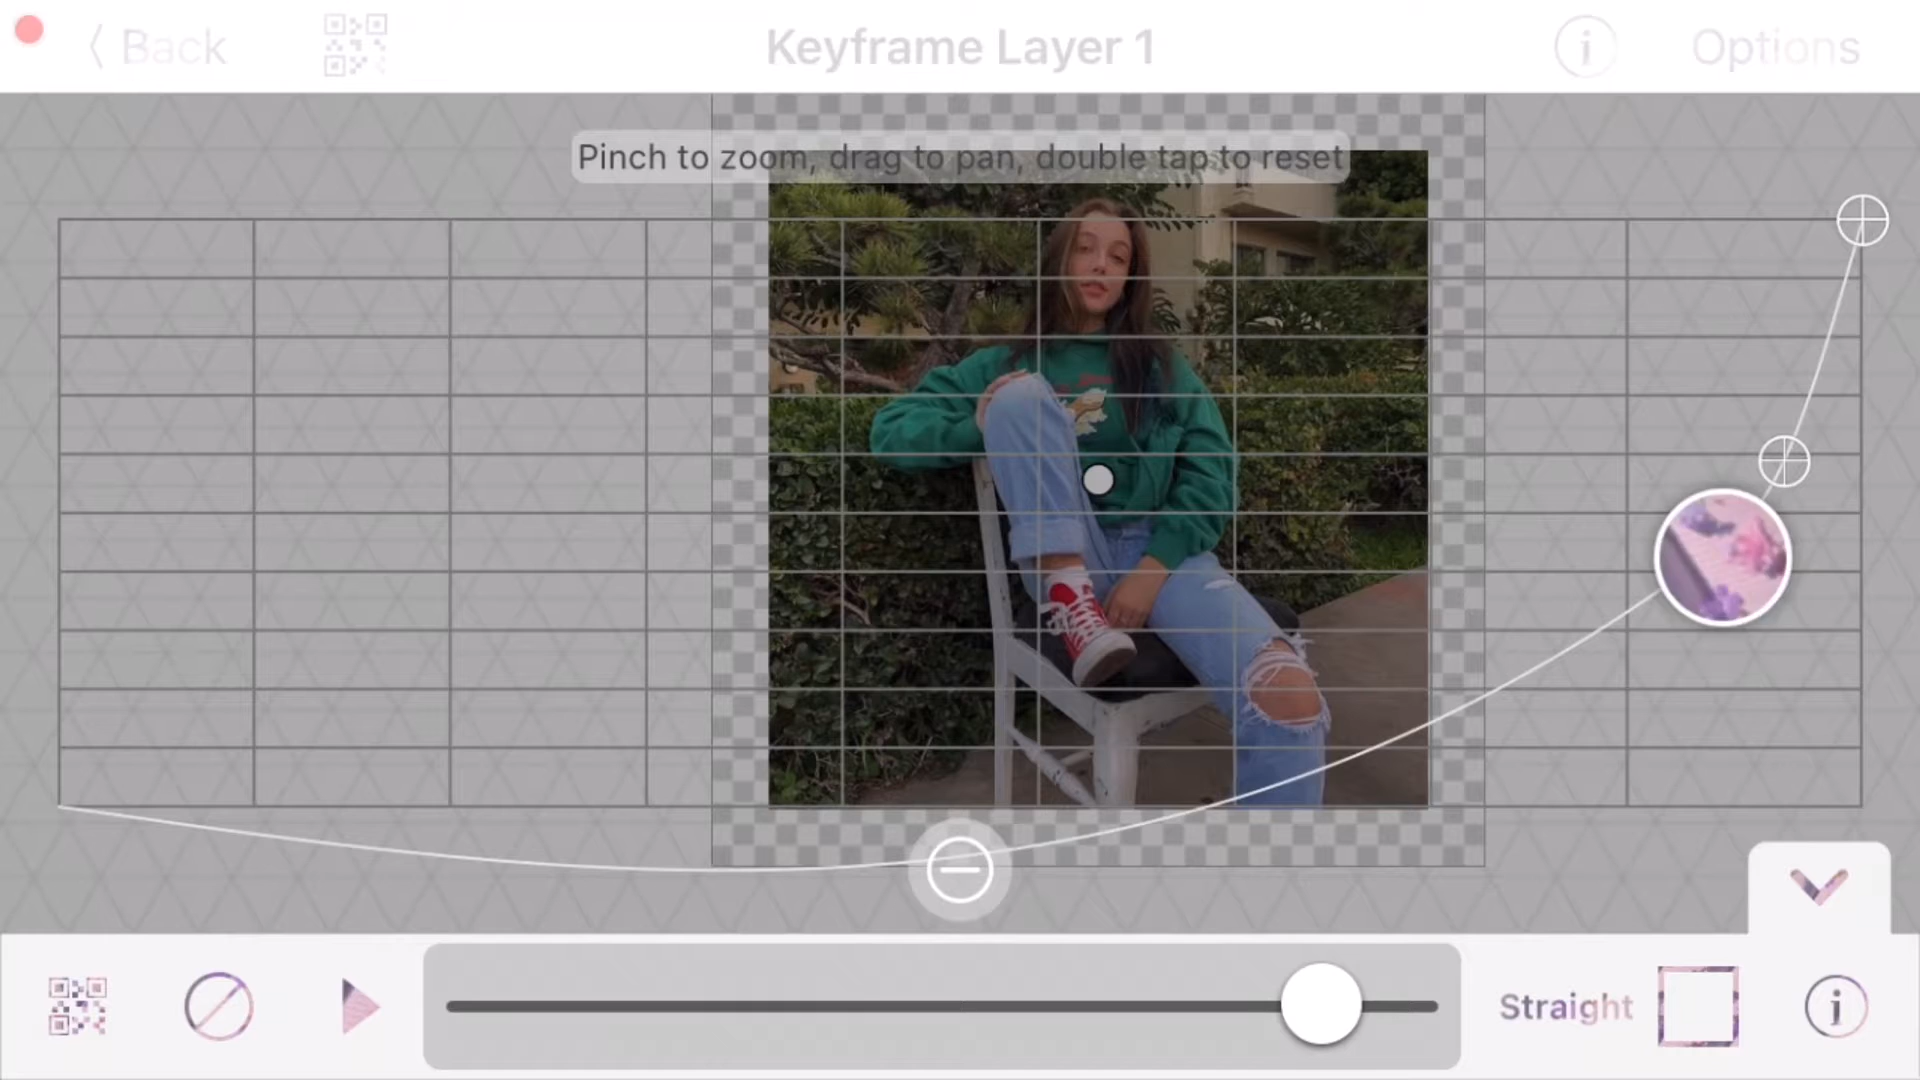 Back
Keyframe Layer 1
Options
Pinch to zoom, drag to pan, double tap to reset
Straight